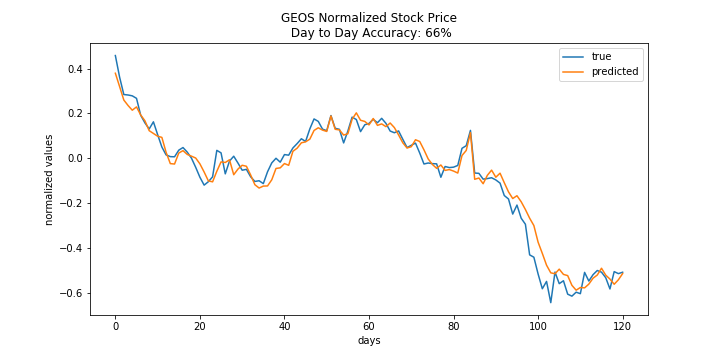 GEOS Normalized Stock Price
Day to Day Accuracy: 66%
true
predicted
normalized values
0.4
0.2
0.0
−0.2
−0.4
−0.6
0
20
40
60
80
100
120
days